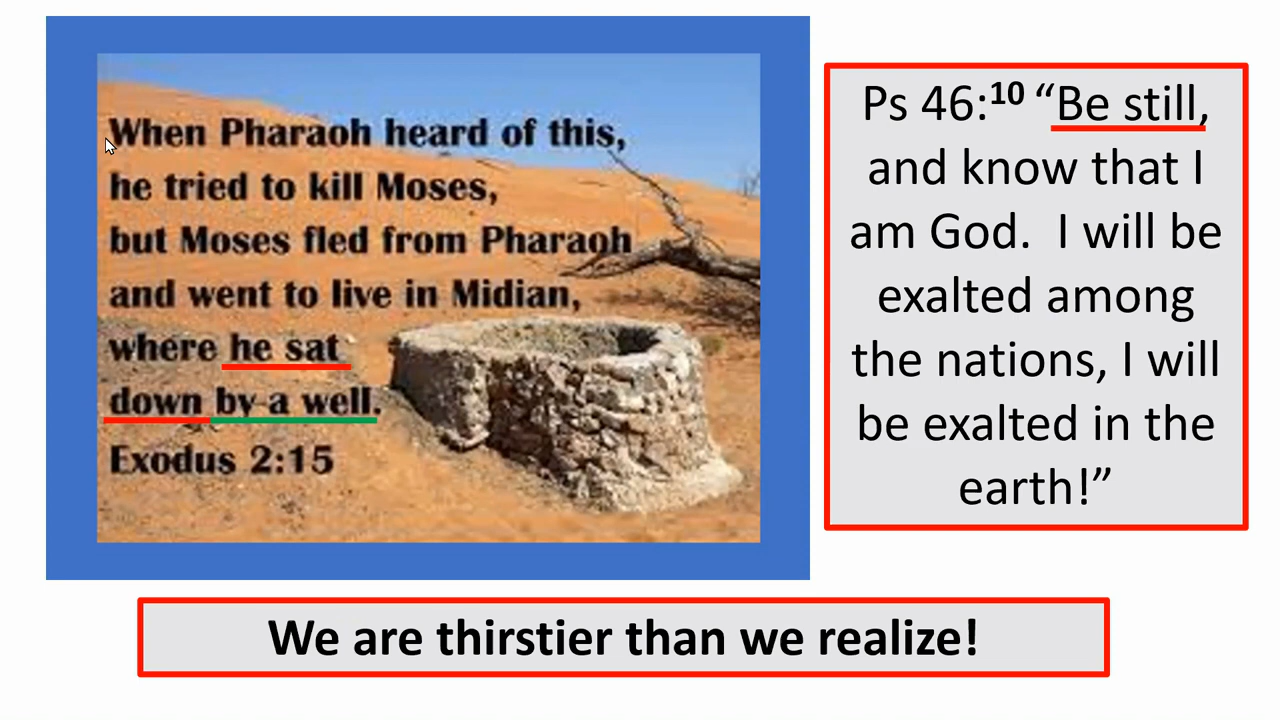 When Pharaoh heard of this,
he tried to kill Moses,
but Moses fled from Pharaoh
and went to live in Midian,
where he sat
down by a well.
Exodus 2:15
Ps 46:10 “Be still,
and know that I
am God.  I will be
exalted among
the nations, I will
be exalted in the
earth!”
We are thirstier than we realize!